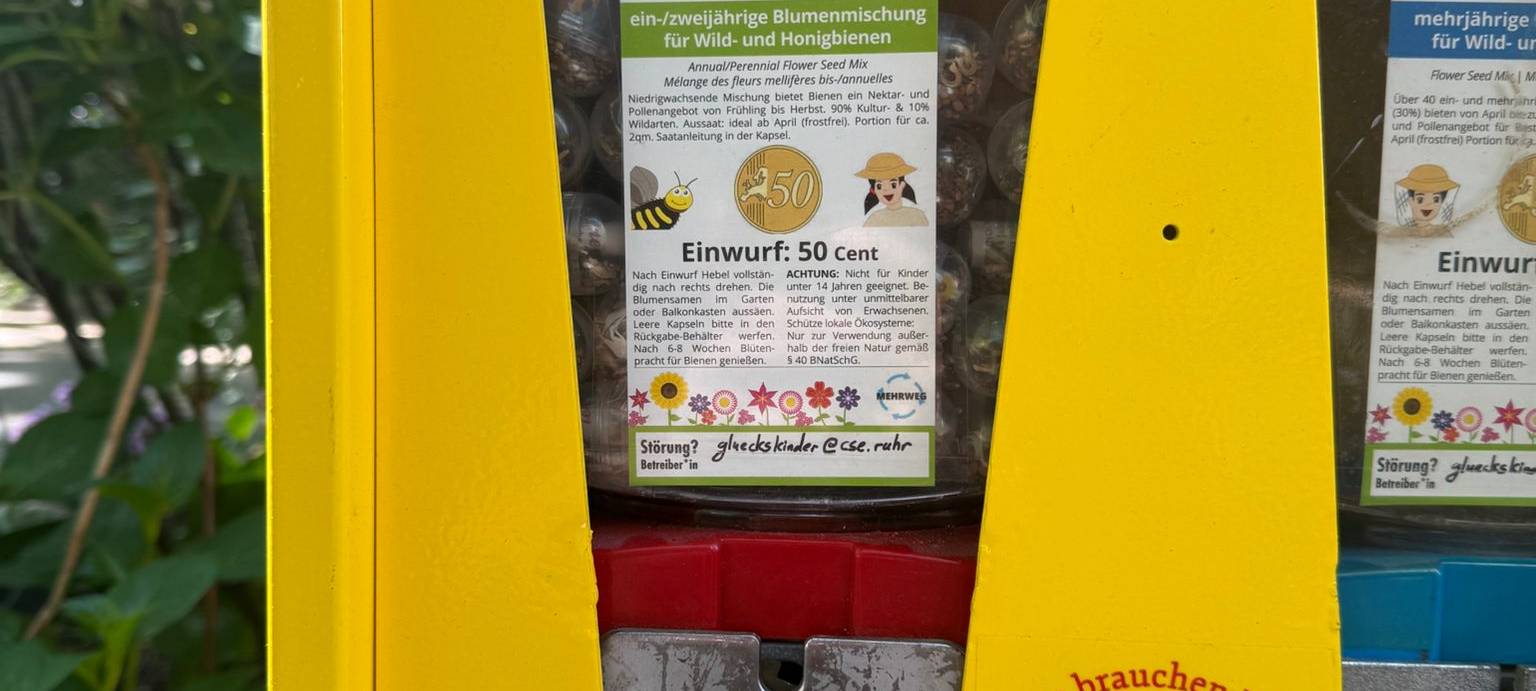 ein-/zweijährige Blumenmischung
für Wild- und Honigbienen
Annual/Perennial Flower Seed Mix
Mélange des fleurs mellifères bis-/annuelles
Niedrigwachsende Mischung bietet Bienen ein Nektar- und
Pollenangebot von Frühling bis Herbst. 90% Kultur- & 10%
Wildarten. Aussaat: ideal ab April (frostfrei). Portion für ca.
2qm. Saatanleitung in der Kapsel.
50
Einwurf: 50 Cent
Nach Einwurf Hebel vollstän-
dig nach rechts drehen. Die
Blumensamen im Garten
oder Balkonkasten aussäen.
Leere Kapseln bitte in den
Rückgabe-Behälter werfen.
Nach 6-8 Wochen Blüten-
pracht für Bienen genießen.
ACHTUNG: Nicht für Kinder
unter 14 Jahren geeignet. Be-
nutzung unter unmittelbarer
Aufsicht von Erwachsenen.
Schütze lokale Ökosysteme:
Nur zur Verwendung außer-
halb der freien Natur gemäß
§ 40 BNatSchG.
MEHRWEG
Störung? glueckskinder@cse.ruhr
Betreiber*in
mehrjährige
für Wild- u
Flower Seed Mix | M
Über 40 ein- und mehrjähr
(30%) bieten von April
und Pollenangebot für
April (frostfrei) Portion für
Einwurf
Nach Einwurf Hebel vollstän-
dig nach rechts drehen. Die
Blumensamen im Garten
oder Balkonkasten aussäen.
Leere Kapseln bitte in den
Rückgabe-Behälter werfen.
Nach 6-8 Wochen Blüten-
pracht für Bienen genießen.
Störung? glueckskin
Betreiber*in
brauchen